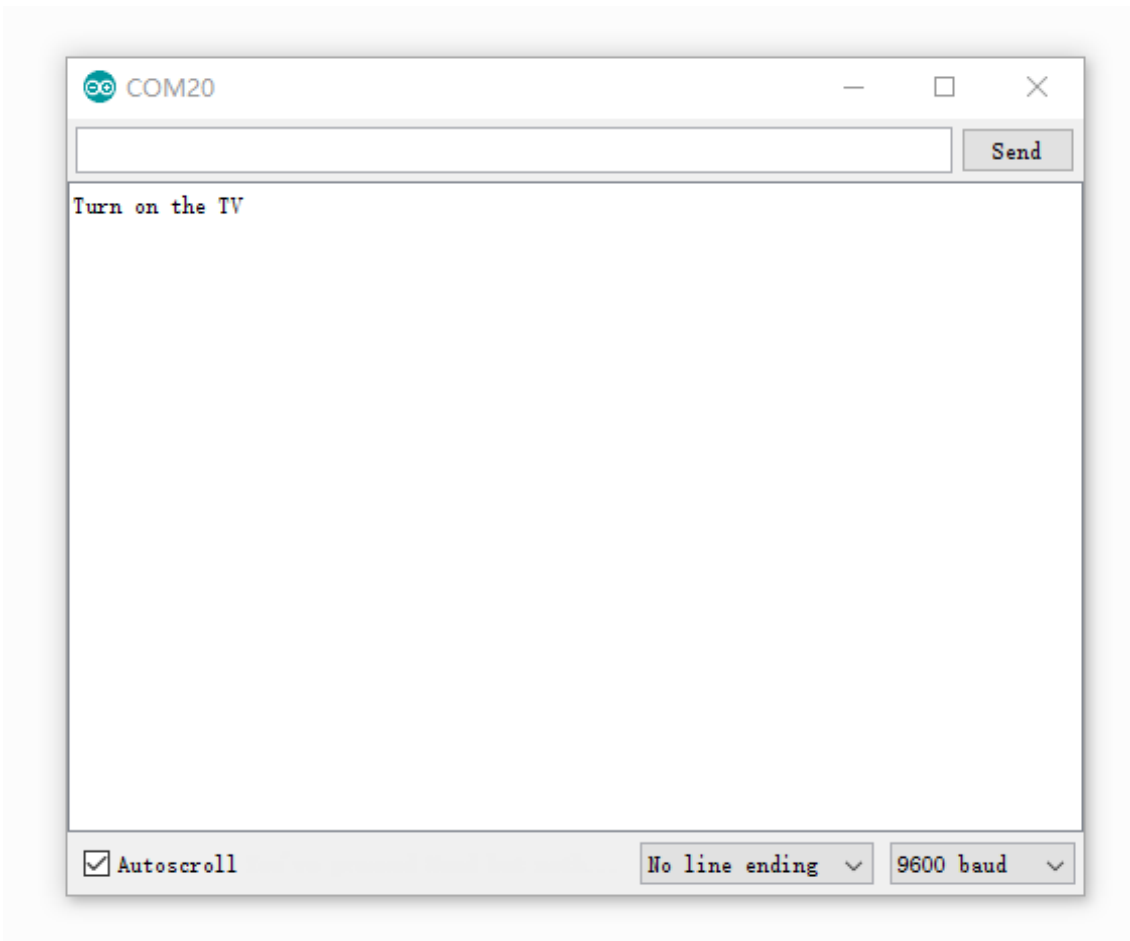 COM20
Send
Turn on the TV
Autoscroll
No line ending
9600 baud